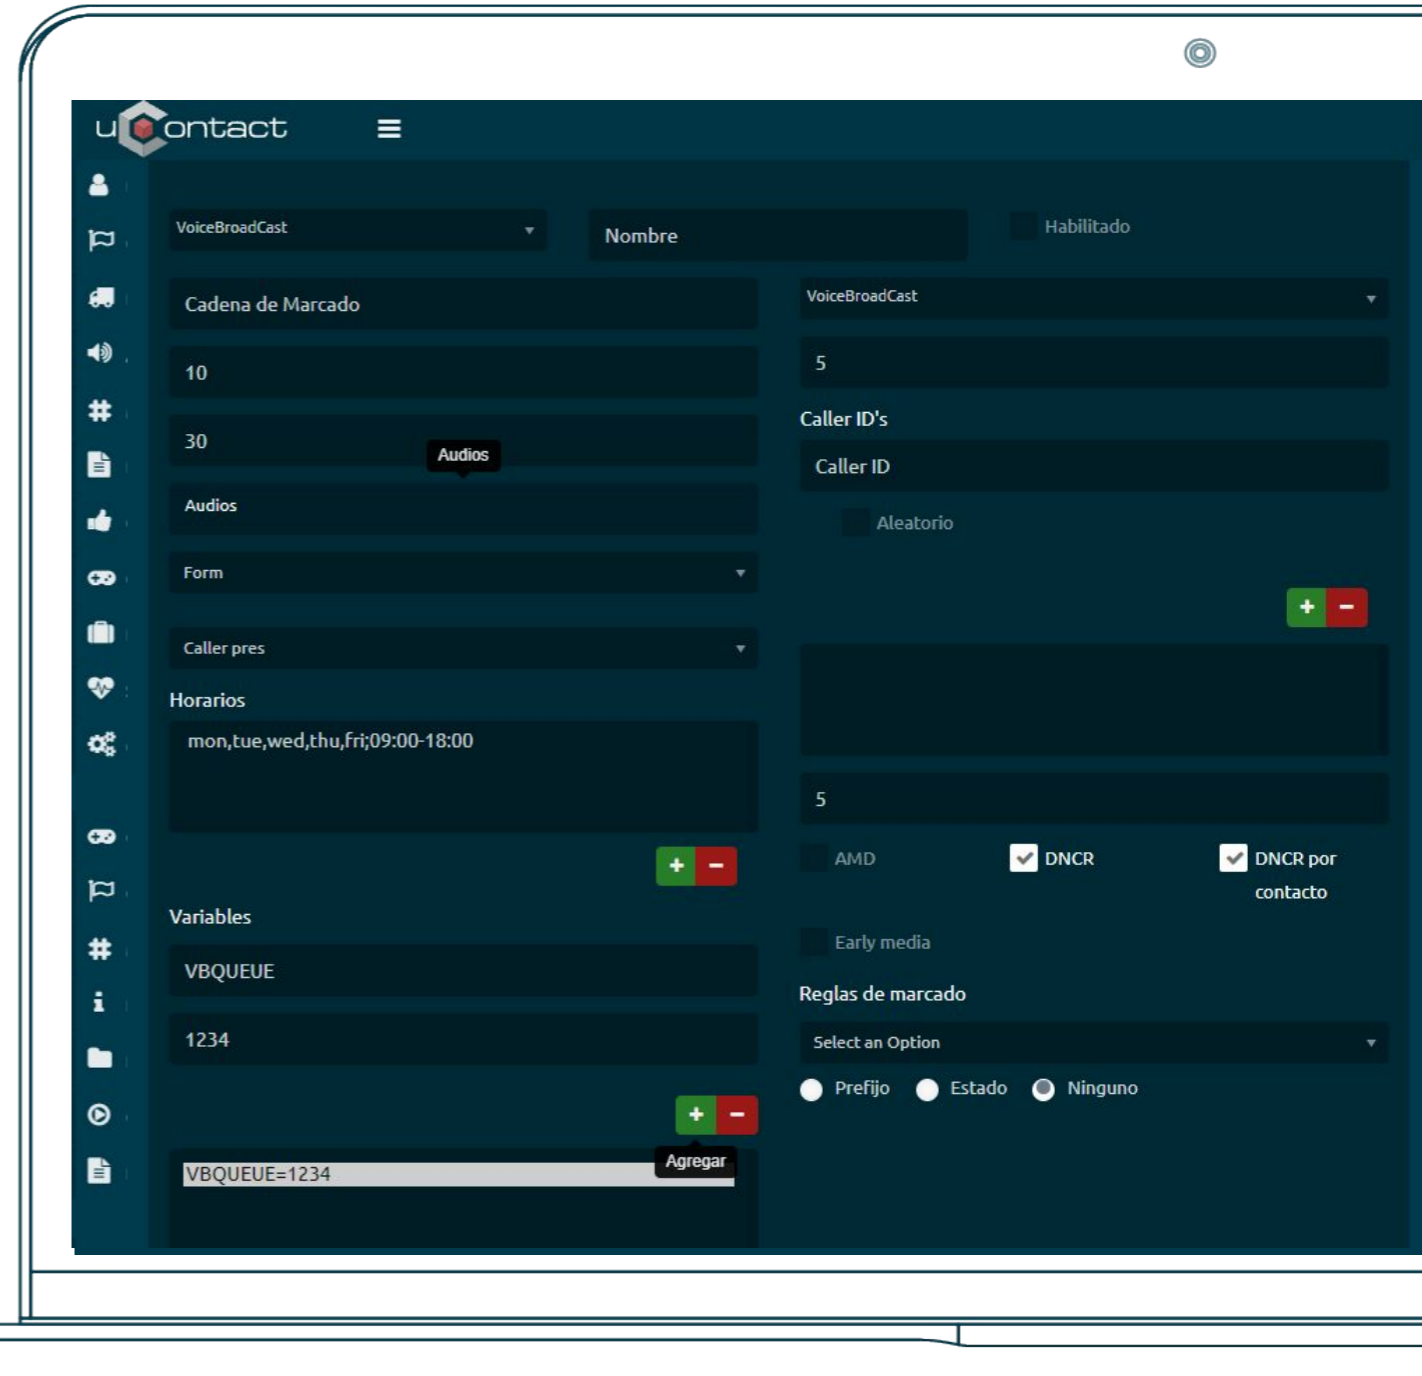 uContact
VoiceBroadCast
Nombre
Habilitado
Cadena de Marcado
VoiceBroadCast
10
5
30
Audios
Caller ID's
Caller ID
Audios
Aleatorio
Form
Caller pres
Horarios
mon,tue,wed,thu,fri;09:00-18:00
5
AMD
DNCR
DNCR por
contacto
Variables
Early media
VBQUEUE
Reglas de marcado
1234
Select an Option
Prefijo
Estado
Ninguno
Agregar
VBQUEUE=1234